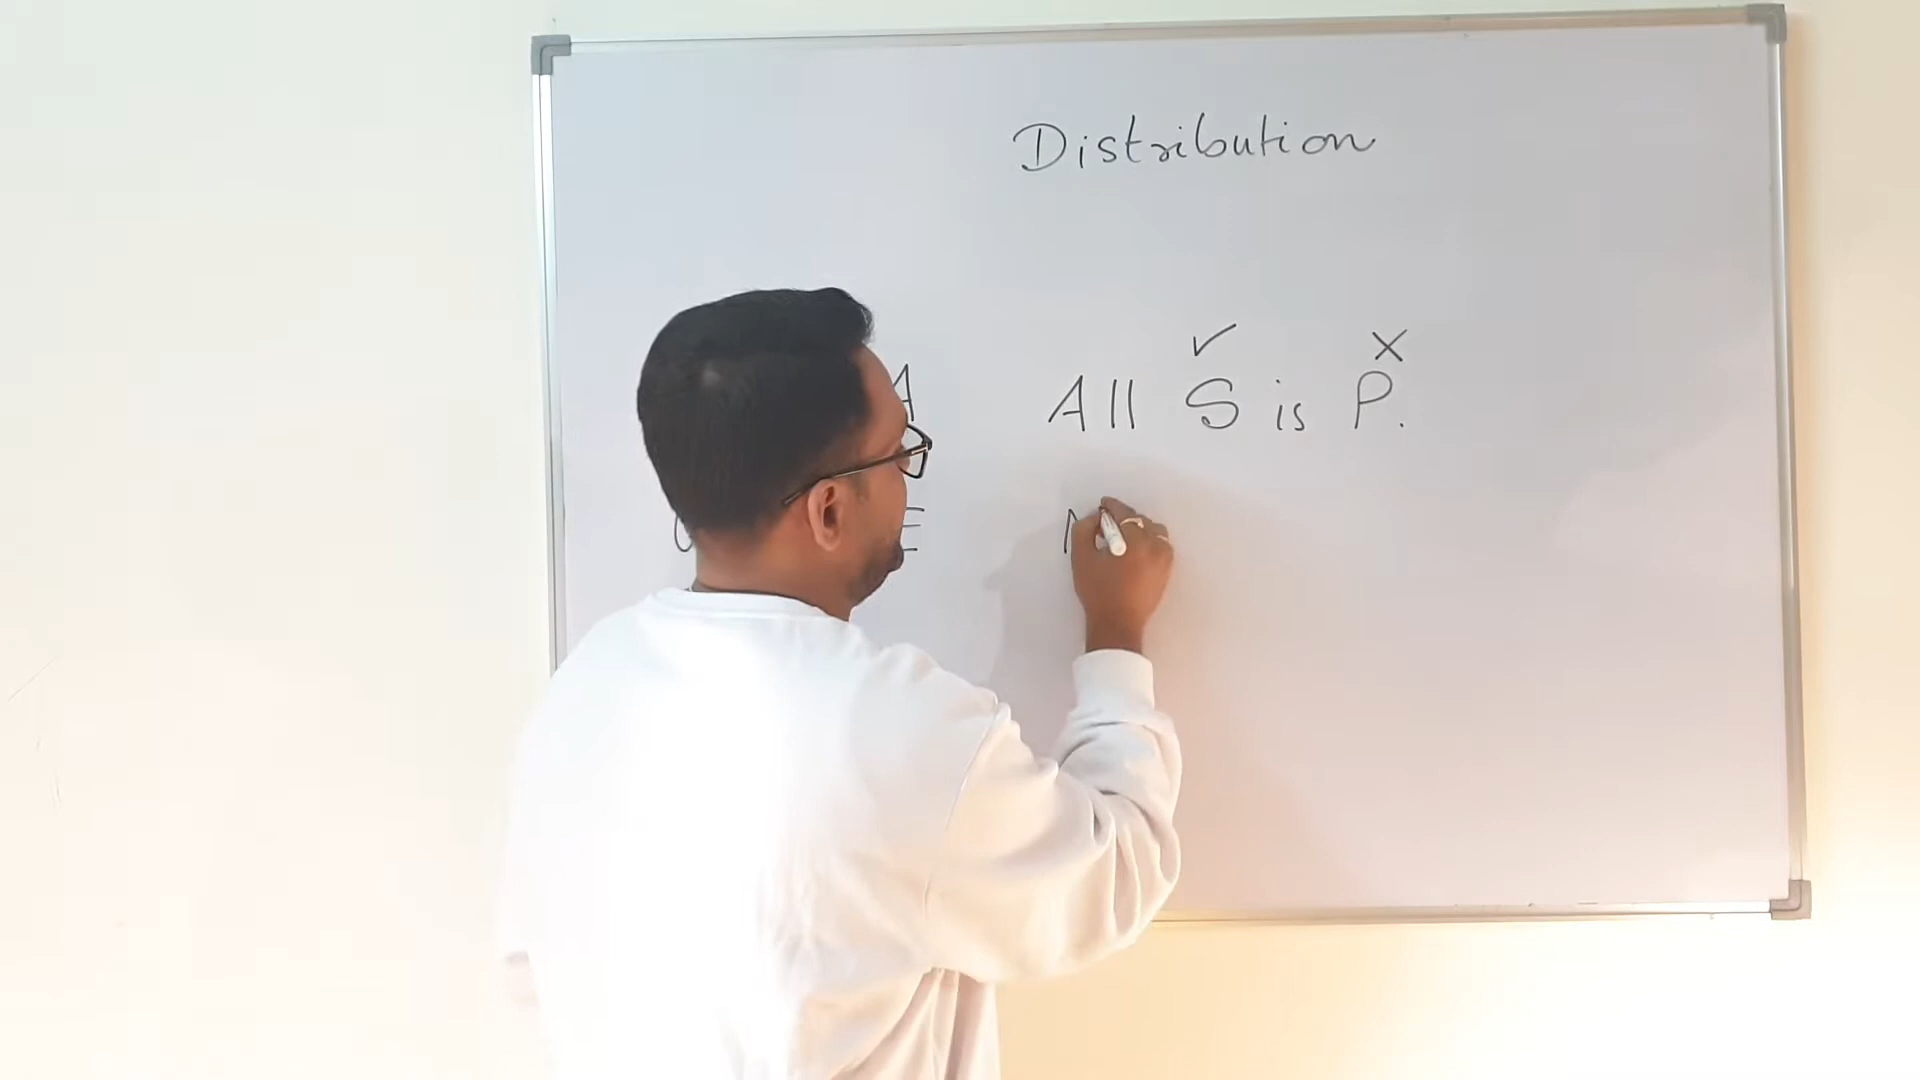 Distribution
✓ ×
A All S is P.
E N